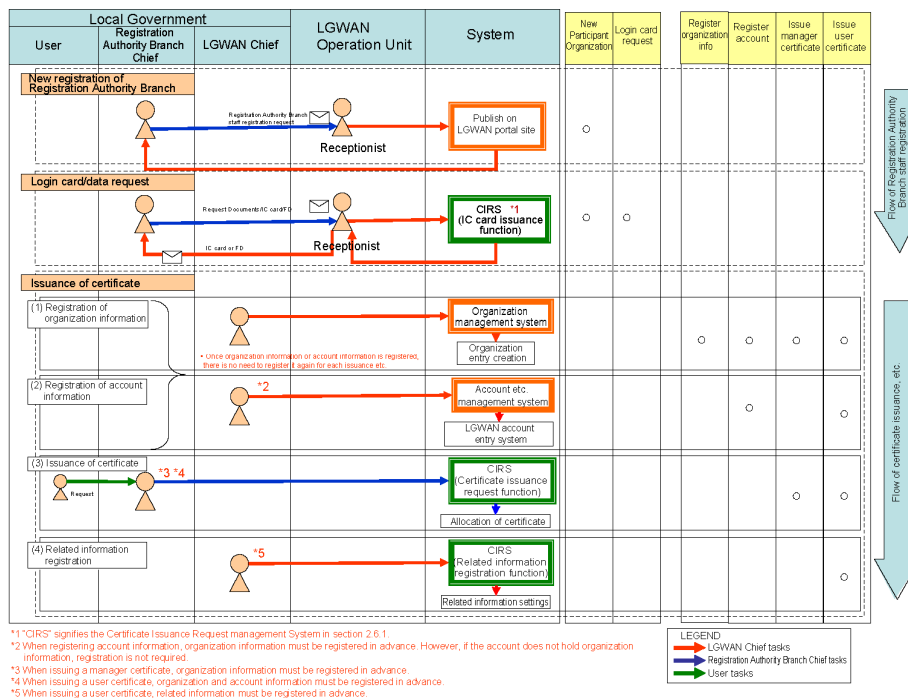 Local Government
User
Registration
Authority Branch
Chief
LGWAN Chief
LGWAN
Operation Unit
System
New
Participant
Organization
Login card
request
Register
organization
info
Register
account
Issue
manager
certificate
Issue
user
certificate
New registration of
Registration Authority Branch
Registration Authority Branch
staff registration request
Receptionist
Publish on
LGWAN portal site
Flow of Registration Authority
Branch staff registration
Login card/data request
Request Documents/IC card/FD
Receptionist
IC card or FD
CIRS *1
(IC card issuance
function)
Issuance of certificate
(1) Registration of
organization information
Organization
management system
Organization
entry creation
* Once organization information or account information is registered,
there is no need to register it again for each issuance etc.
(2) Registration of account
information
*2
Account etc.
management system
LGWAN account
entry system
(3) Issuance of certificate
Request
*3 *4
CIRS
(Certificate issuance
request function)
Allocation of certificate
(4) Related information
registration
*5
CIRS
(Related information
registration function)
Related information settings
Flow of certificate issuance, etc.
*1 "CIRS" signifies the Certificate Issuance Request management System in section 2.6.1.
*2 When registering account information, organization information must be registered in advance. However, if the account does not hold organization
information, registration is not required.
*3 When issuing a manager certificate, organization information must be registered in advance.
*4 When issuing a user certificate, organization and account information must be registered in advance.
*5 When issuing a user certificate, related information must be registered in advance.
LEGEND
LGWAN Chief tasks
Registration Authority Branch Chief tasks
User tasks